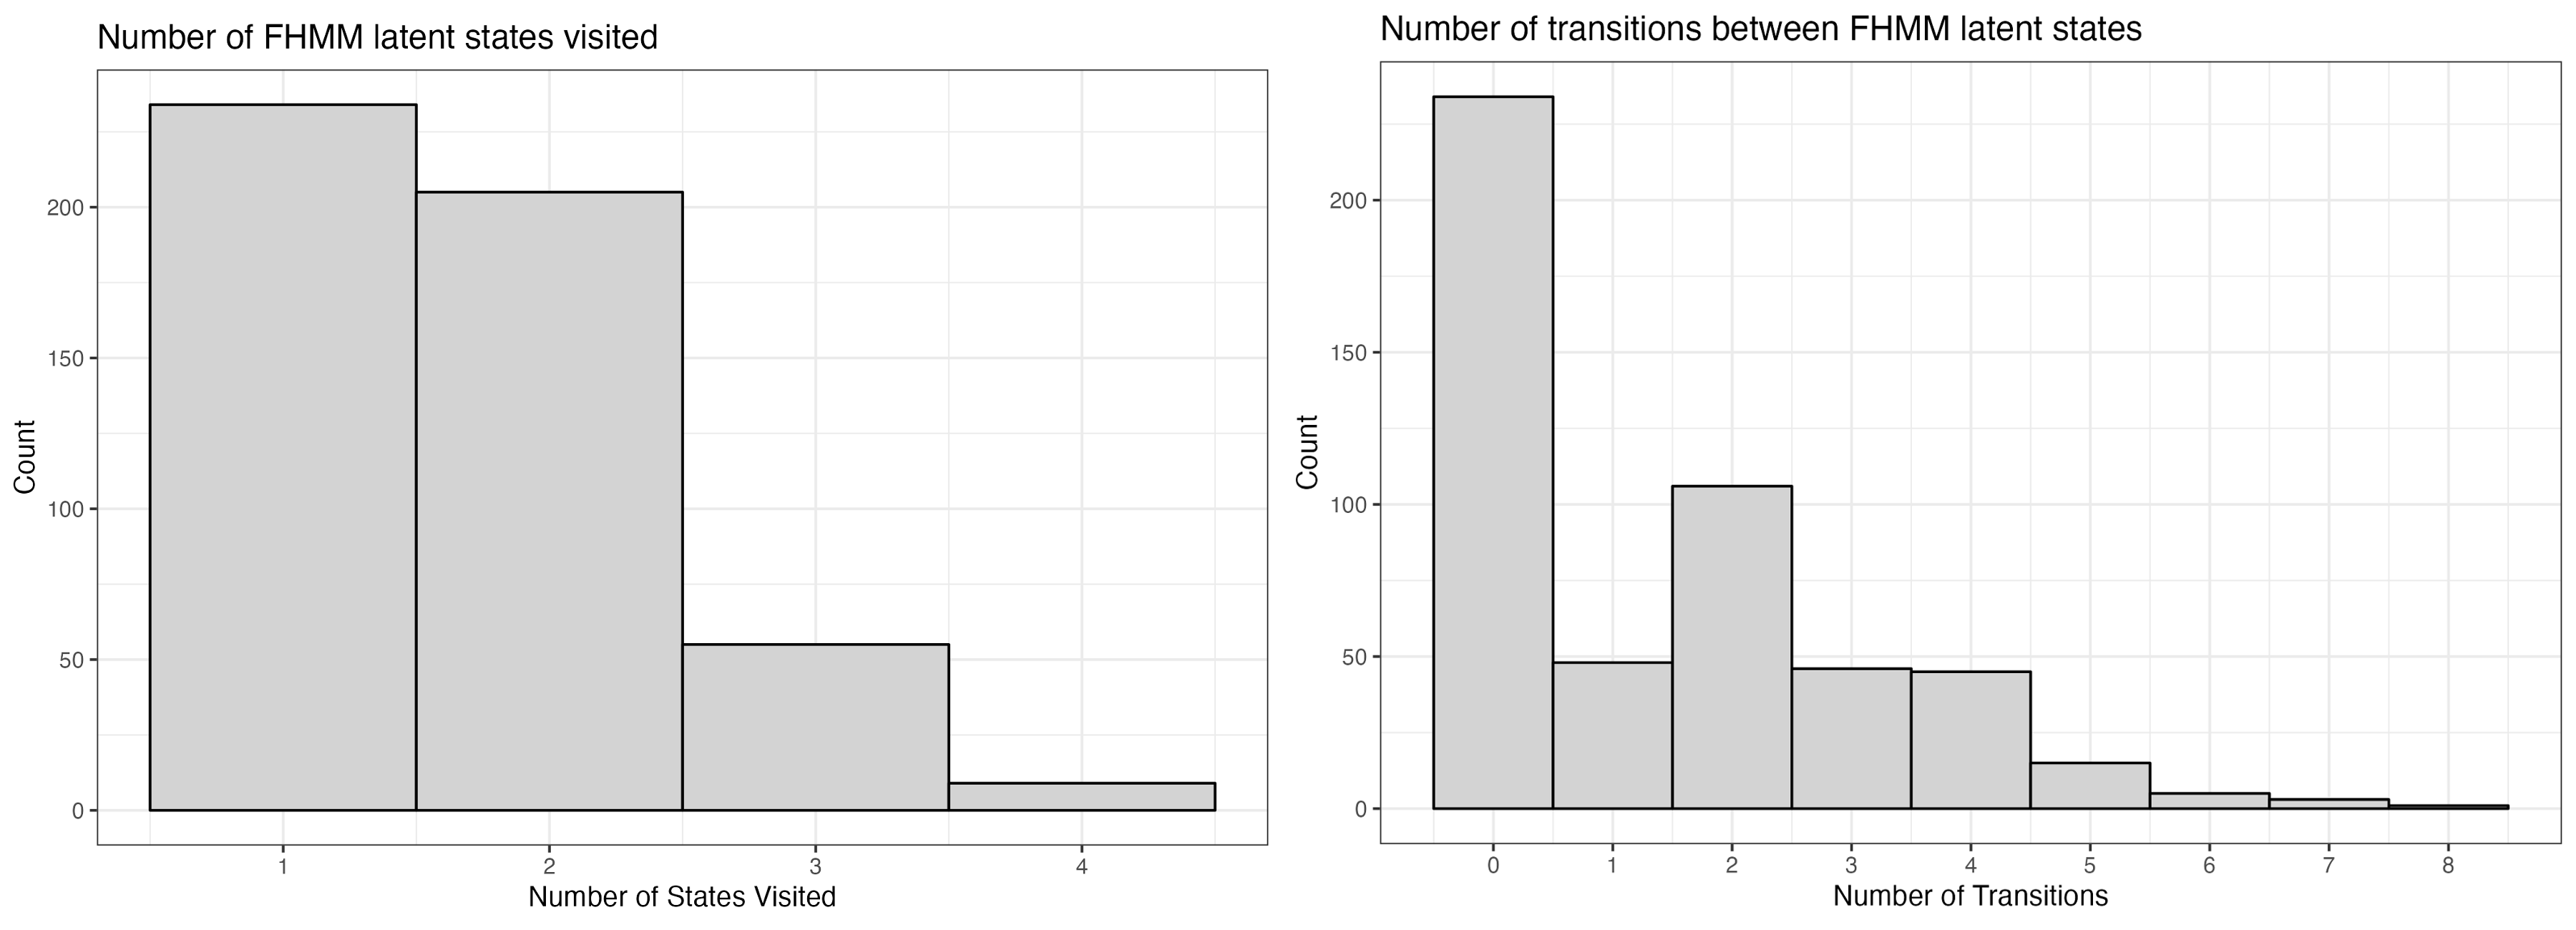 Number of FHMM latent states visited
Count
200
150
100
50
0
1 2 3 4
Number of States Visited
Number of transitions between FHMM latent states
Count
200
150
100
50
0
0 1 2 3 4 5 6 7 8
Number of Transitions